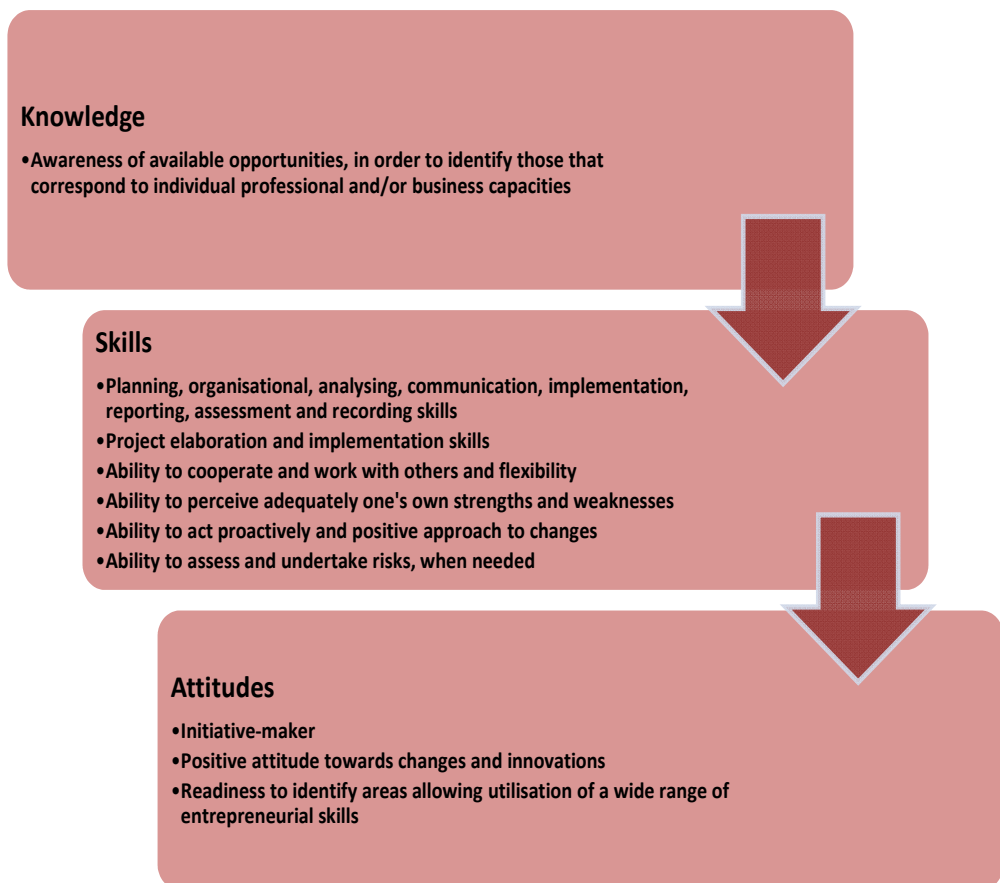 Knowledge
•Awareness of available opportunities, in order to identify those that
correspond to individual professional and/or business capacities
Skills
•Planning, organisational, analysing, communication, implementation,
reporting, assessment and recording skills
•Project elaboration and implementation skills
•Ability to cooperate and work with others and flexibility
•Ability to perceive adequately one's own strengths and weaknesses
•Ability to act proactively and positive approach to changes
•Ability to assess and undertake risks, when needed
Attitudes
•Initiative-maker
•Positive attitude towards changes and innovations
•Readiness to identify areas allowing utilisation of a wide range of
entrepreneurial skills